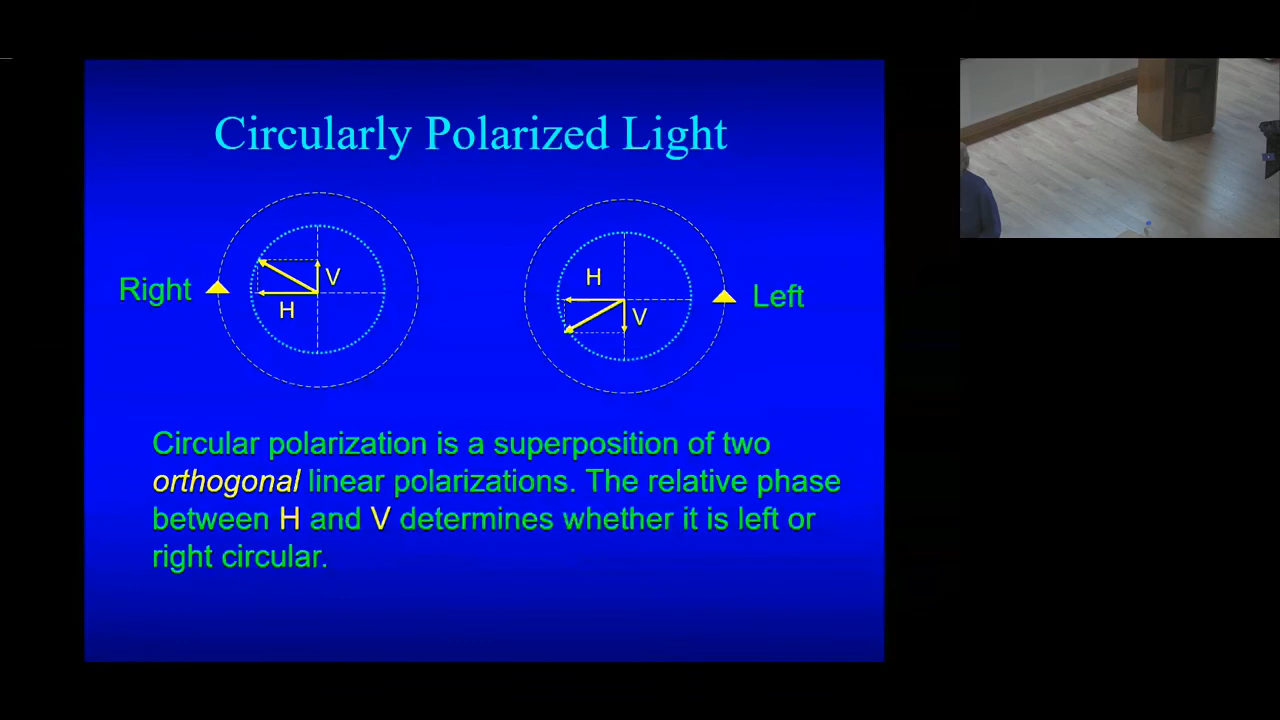 Circularly Polarized Light
Right
V
H
H
V
Left
Circular polarization is a superposition of two
orthogonal linear polarizations. The relative phase
between H and V determines whether it is left or
right circular.